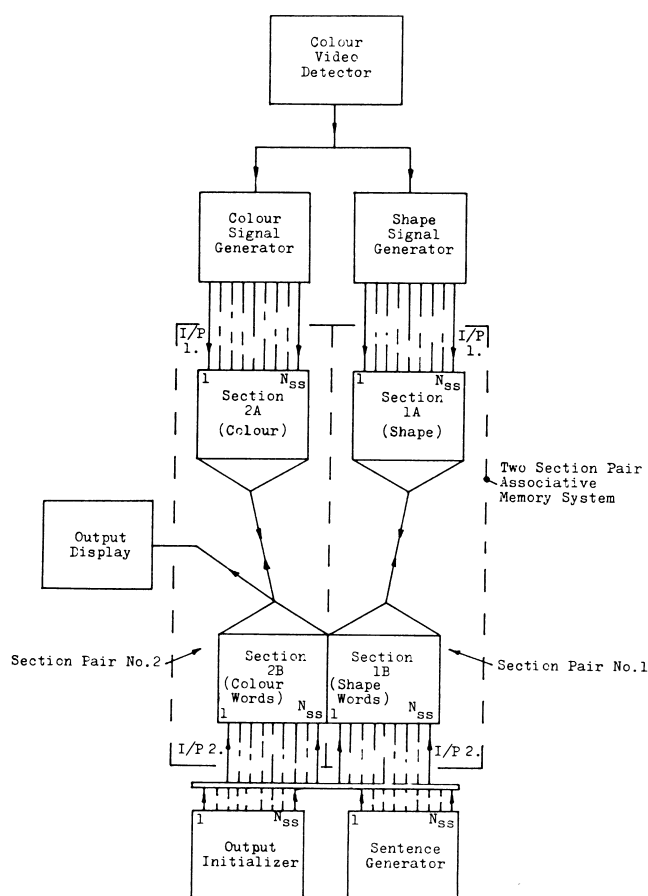 Colour
Video
Detector
Colour
Signal
Generator
Shape
Signal
Generator
I/P
1.
I/P
1.
1 NSS
Section
2A
(Colour)
1 NSS
Section
1A
(Shape)
Two Section Pair
Associative
Memory System
Output
Display
Section Pair No.2
Section
2B
(Colour
Words)
1 NSS
Section
1B
(Shape
Words)
1 NSS
Section Pair No.1
I/P 2.
I/P 2.
1 NSS
Output
Initializer
1 NSS
Sentence
Generator